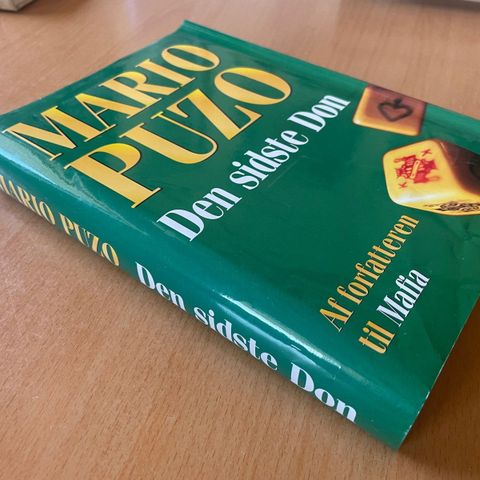 MARIO
PUZO
Den sidste Don
Af forfatteren
til Mafia
MARIO PUZO Den sidste Don